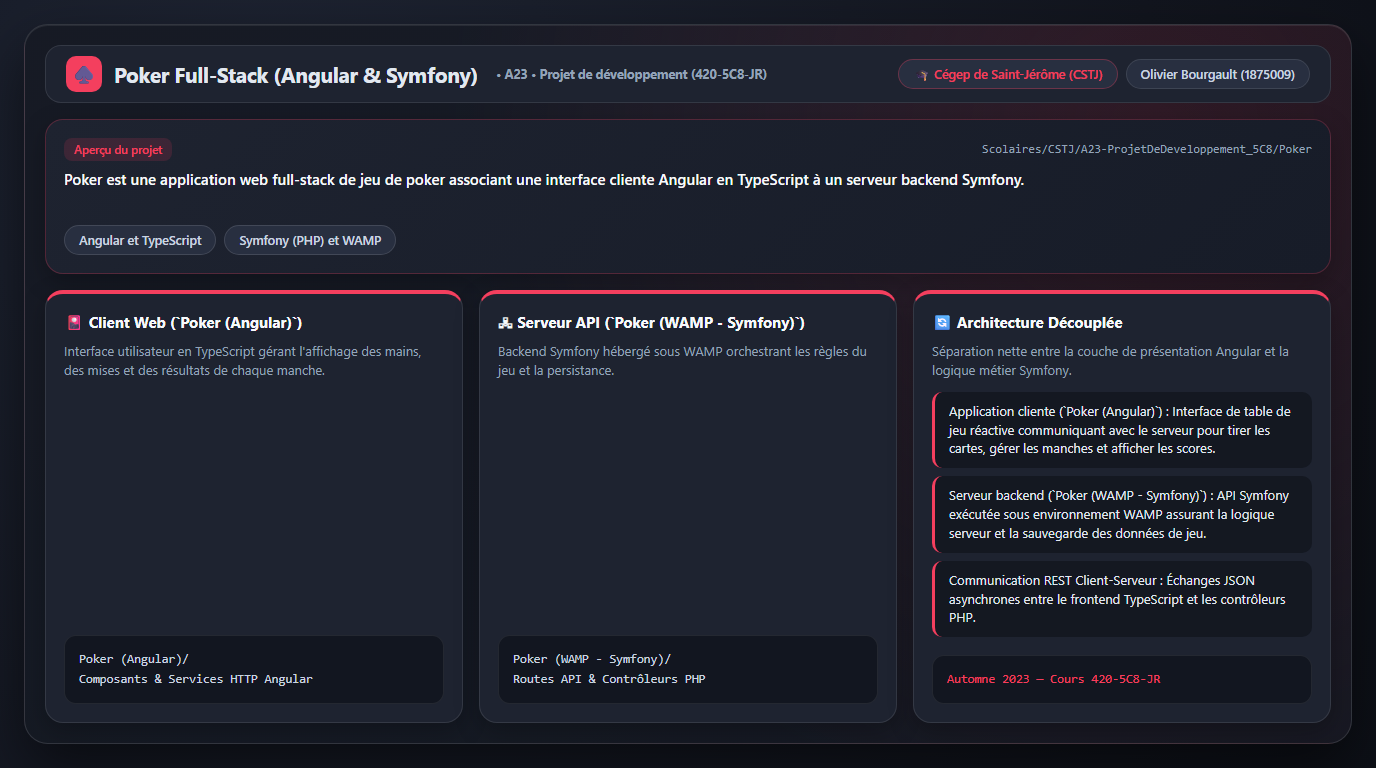 Poker Full-Stack (Angular & Symfony)
• A23 • Projet de développement (420-5C8-JR)
Cégep de Saint-Jérôme (CSTJ)
Olivier Bourgault (1875009)
Aperçu du projet
Scolaires/CSTJ/A23-ProjetDeDeveloppement_5C8/Poker
Poker est une application web full-stack de jeu de poker associant une interface cliente Angular en TypeScript à un serveur backend Symfony.
Angular et TypeScript
Symfony (PHP) et WAMP
Client Web (`Poker (Angular)`)
Interface utilisateur en TypeScript gérant l'affichage des mains,
des mises et des résultats de chaque manche.
Poker (Angular)/
Composants & Services HTTP Angular
Serveur API (`Poker (WAMP - Symfony)`)
Backend Symfony hébergé sous WAMP orchestrant les règles du
jeu et la persistance.
Poker (WAMP - Symfony)/
Routes API & Contrôleurs PHP
Architecture Découplée
Séparation nette entre la couche de présentation Angular et la
logique métier Symfony.
Application cliente (`Poker (Angular)`) : Interface de table de
jeu réactive communiquant avec le serveur pour tirer les
cartes, gérer les manches et afficher les scores.
Serveur backend (`Poker (WAMP - Symfony)`) : API Symfony
exécutée sous environnement WAMP assurant la logique
serveur et la sauvegarde des données de jeu.
Communication REST Client-Serveur : Échanges JSON
asynchrones entre le frontend TypeScript et les contrôleurs
PHP.
Automne 2023 — Cours 420-5C8-JR